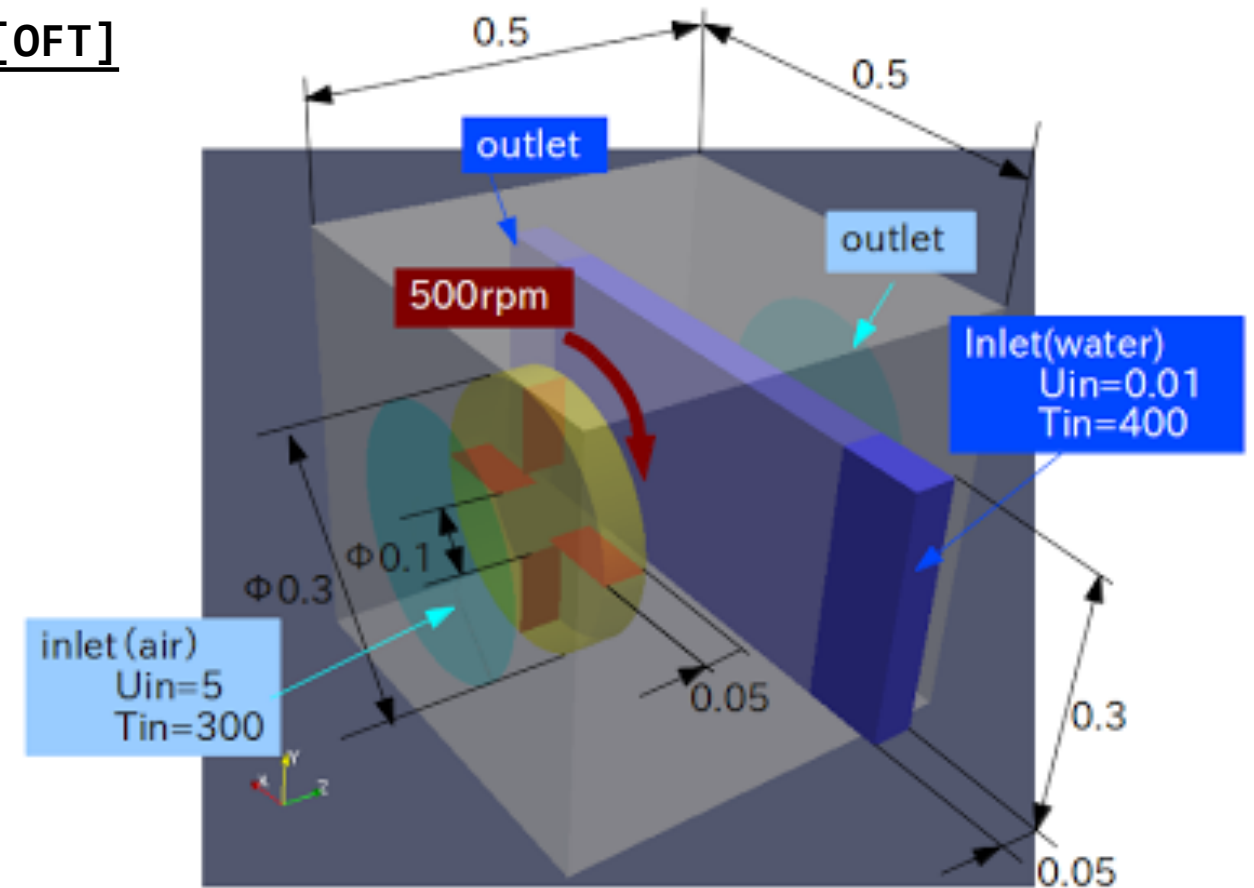 [OFT]
0.5
0.5
outlet
outlet
500rpm
Inlet(water)
Uin=0.01
Tin=400
Φ0.1
Φ0.3
inlet(air)
Uin=5
Tin=300
0.05
0.3
0.05
X
Y
Z